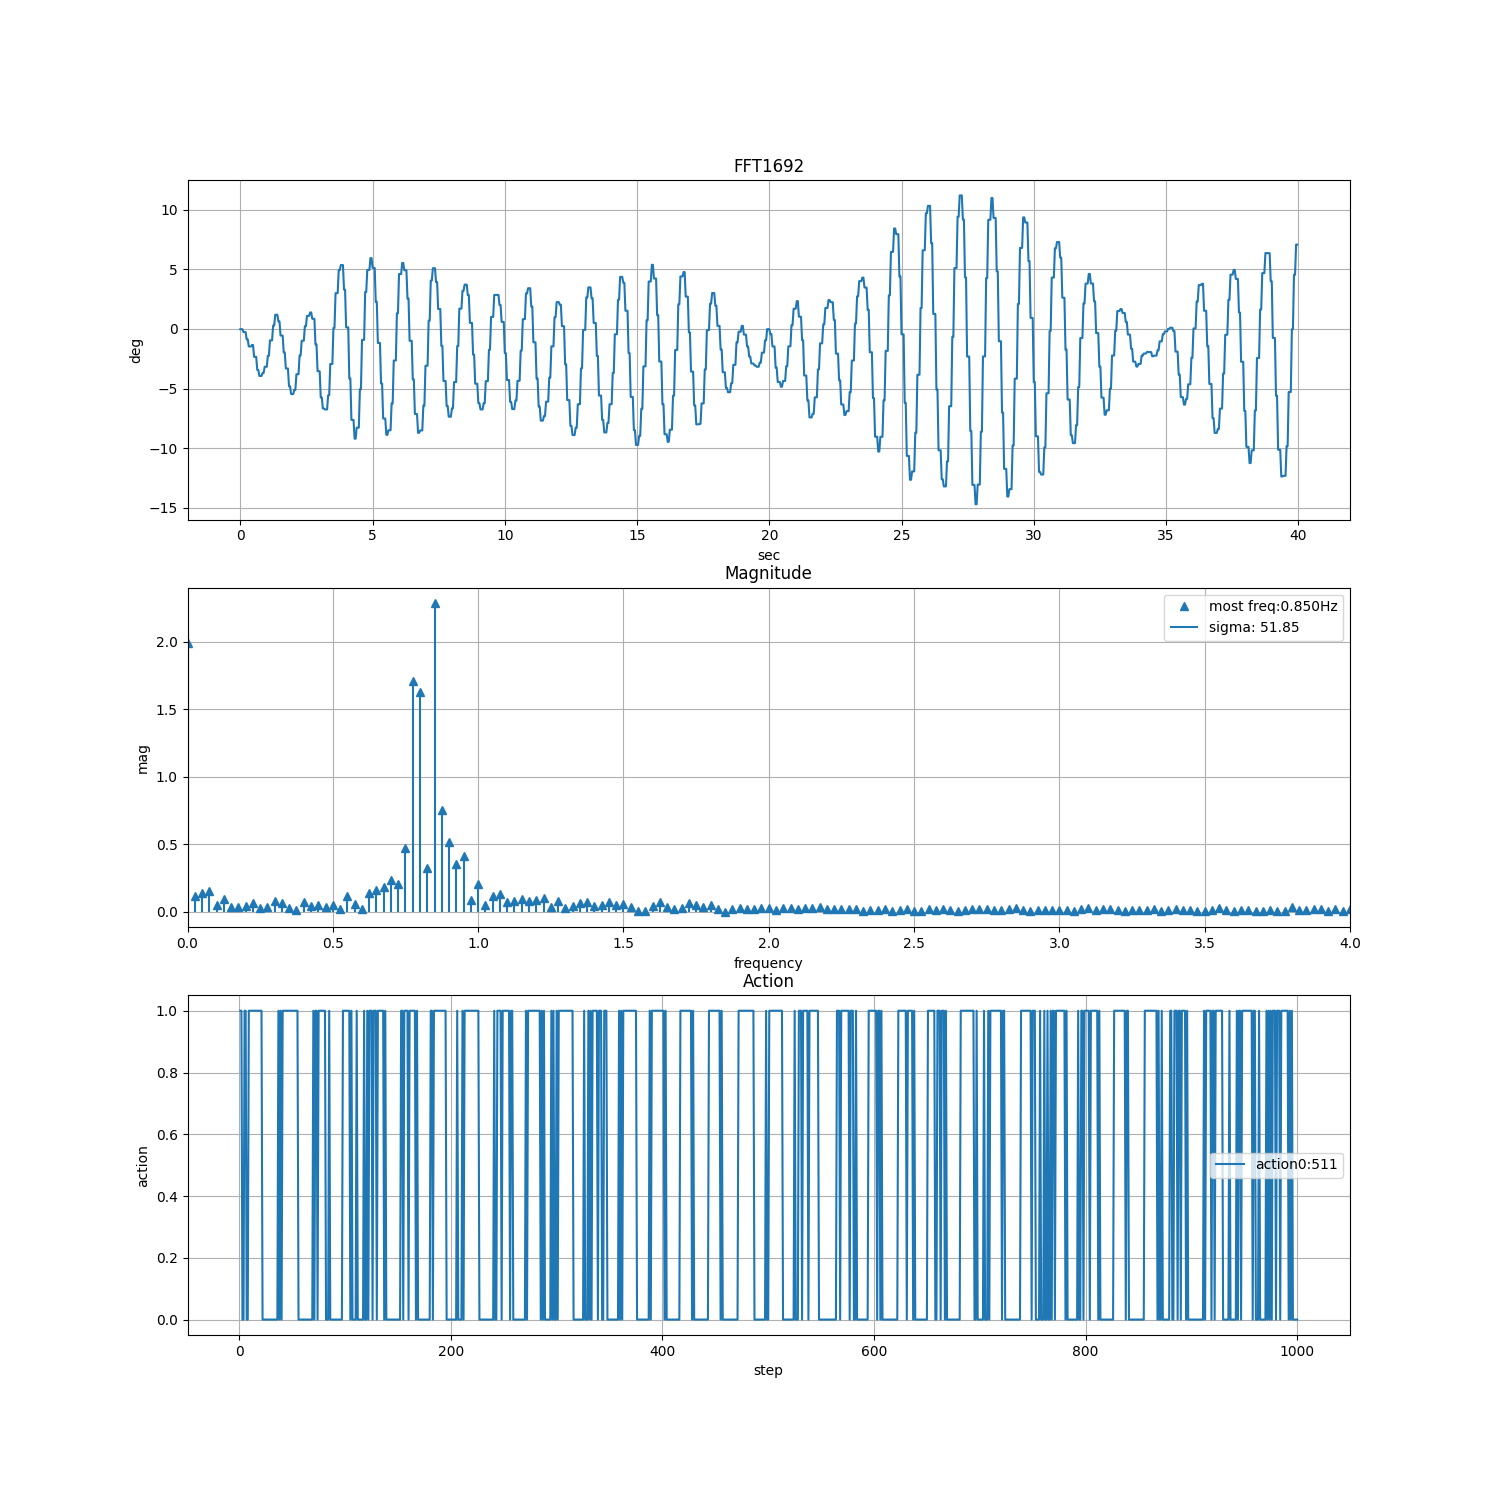 FFT1692
10
5
0
−5
−10
−15
deg
0 5 10 15 20 25 30 35 40
sec
Magnitude
most freq:0.850Hz
sigma: 51.85
2.0
1.5
1.0
0.5
0.0
mag
0.0 0.5 1.0 1.5 2.0 2.5 3.0 3.5 4.0
frequency
Action
1.0
0.8
0.6
0.4
0.2
0.0
action
action0:511
0 200 400 600 800 1000
step